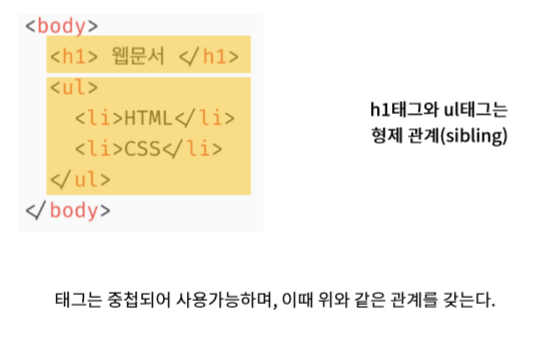 <body>
<h1> 웹문서 </h1>
<ul>
<li>HTML</li>
<li>CSS</li>
</ul>
</body>
h1태그와 ul태그는
형제 관계(sibling)
태그는 중첩되어 사용가능하며, 이때 위와 같은 관계를 갖는다.